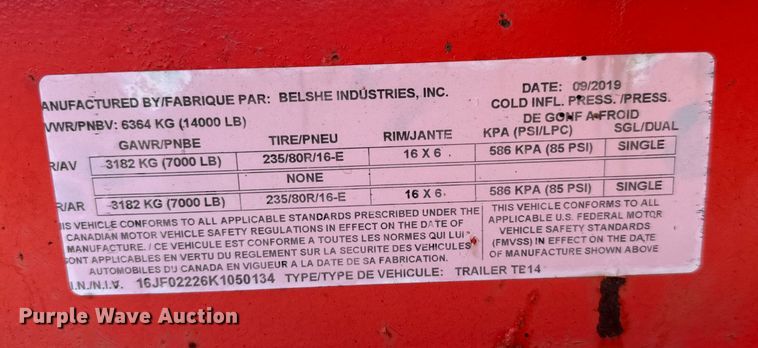 ANUFACTURED BY/FABRIQUE PAR: BELSHE INDUSTRIES, INC. DATE: 09/2019
VWR/PNBV: 6364 KG (14000 LB) COLD INFL. PRESS. /PRESS.
DE GONF A FROID
GAWR/PNBE TIRE/PNEU RIM/JANTE KPA (PSI/LPC) SGL/DUAL
R/AV 3182 KG (7000 LB) 235/80R/16-E 16 X 6 586 KPA (85 PSI) SINGLE
NONE
R/AR 3182 KG (7000 LB) 235/80R/16-E 16 X 6 586 KPA (85 PSI) SINGLE
IS VEHICLE CONFORMS TO ALL APPLICABLE STANDARDS PRESCRIBED UNDER THE
CANADIAN MOTOR VEHICLE SAFETY REGULATIONS IN EFFECT ON THE DATE OF
MANUFACTURE. / CE VEHICULE EST CONFORME A TOUTES LES NORMES QUI LUI
SONT APPLICABLES EN VERTU DU REGLEMENT SUR LA SECURITE DES VEHICULES
AUTOMOBILES DU CANADA EN VIGUEUR A LA DATE DE SA FABRICATION.
THIS VEHICLE CONFORMS TO ALL
APPLICABLE U.S. FEDERAL MOTOR
VEHICLE SAFETY STANDARDS
(FMVSS) IN EFFECT ON THE DATE
OF MANUFACTURE SHOWN ABOVE
I.N./N.I.V. 16JF02226K1050134 TYPE/TYPE DE VEHICULE: TRAILER TE14
Purple Wave Auction